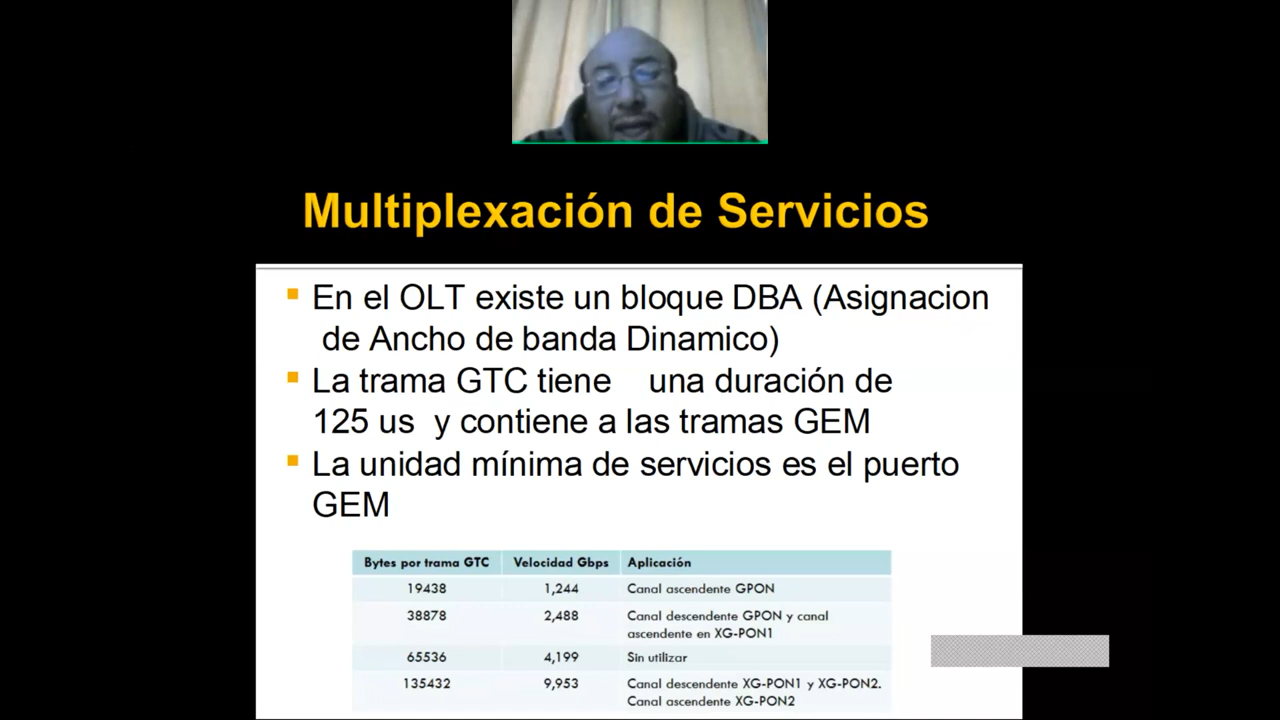 Multiplexación de Servicios
En el OLT existe un bloque DBA (Asignacion
de Ancho de banda Dinamico)
La trama GTC tiene una duración de
125 us y contiene a las tramas GEM
La unidad mínima de servicios es el puerto
GEM
Bytes por trama GTC Velocidad Gbps Aplicación
19438 1,244 Canal ascendente GPON
38878 2,488 Canal descendente GPON y canal
ascendente en XG-PON1
65536 4,199 Sin utilizar
135432 9,953 Canal descendente XG-PON1 y XG-PON2.
Canal ascendente XG-PON2